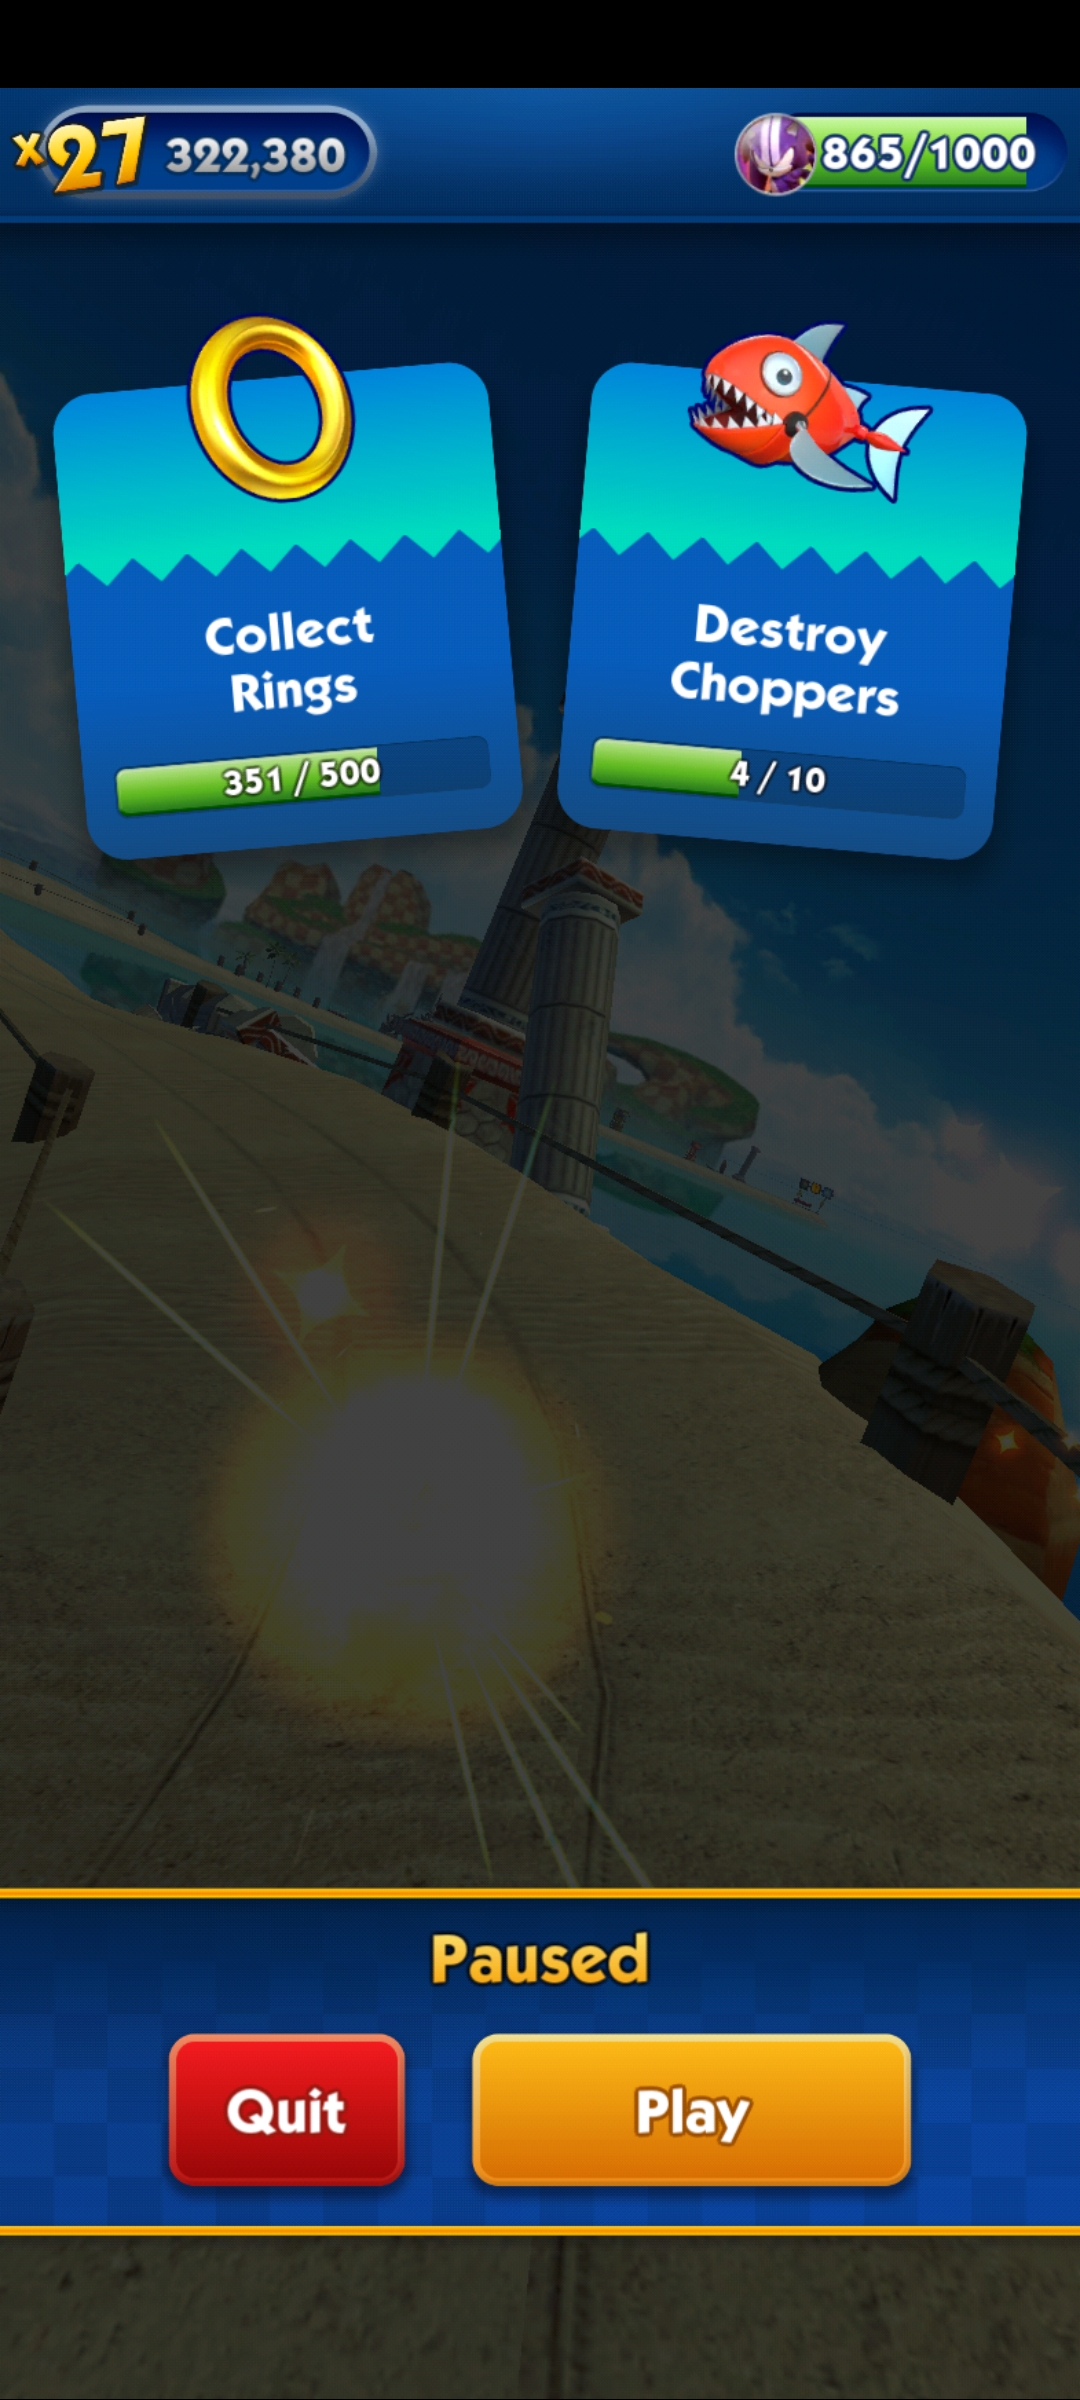 x27 322,380
865/1000
Collect
Rings
351 / 500
Destroy
Choppers
4 / 10
Paused
Quit
Play